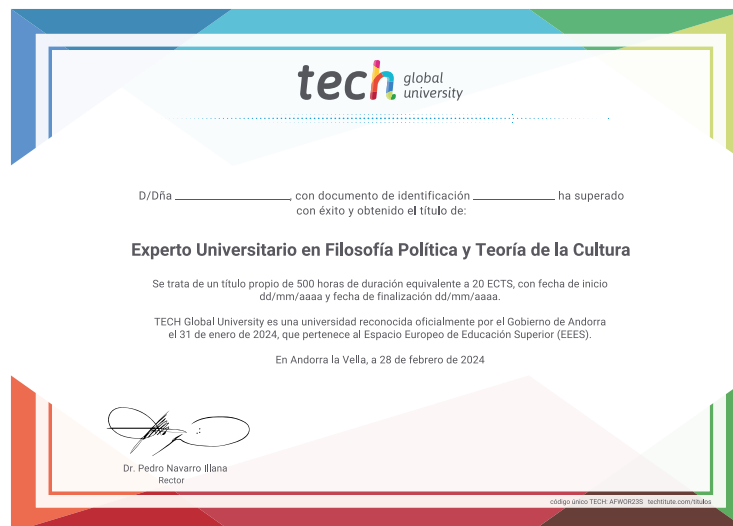 tech global university
D/Dña ______________, con documento de identificación __________ ha superado
con éxito y obtenido el título de:
Experto Universitario en Filosofía Política y Teoría de la Cultura
Se trata de un título propio de 500 horas de duración equivalente a 20 ECTS, con fecha de inicio
dd/mm/aaaa y fecha de finalización dd/mm/aaaa.
TECH Global University es una universidad reconocida oficialmente por el Gobierno de Andorra
el 31 de enero de 2024, que pertenece al Espacio Europeo de Educación Superior (EEES).
En Andorra la Vella, a 28 de febrero de 2024
Dr. Pedro Navarro Illana
Rector
código único TECH: AFWOR23S techtitute.com/titulos